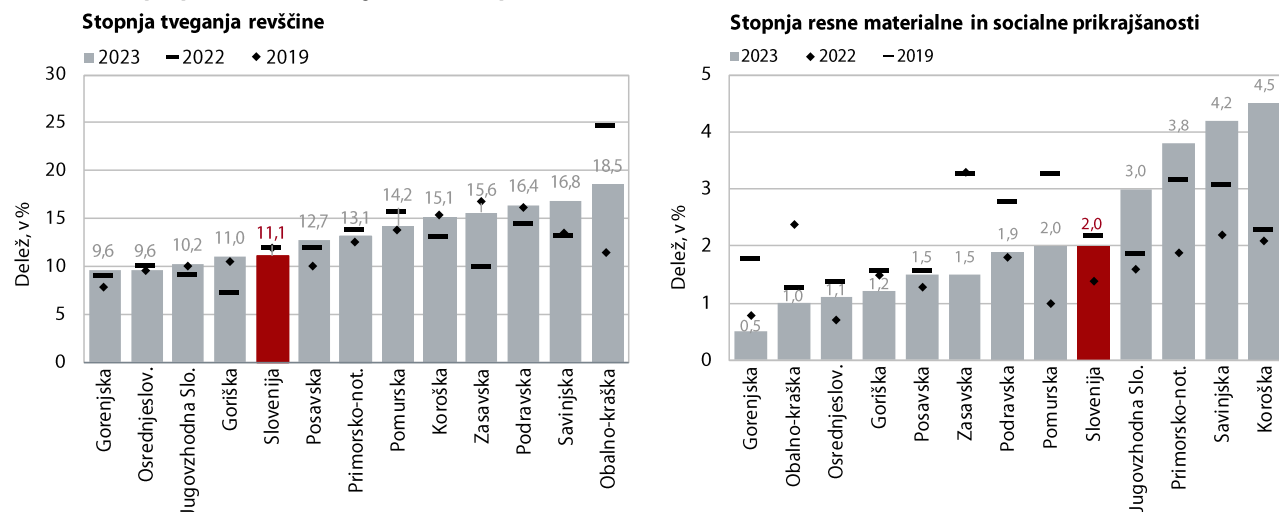 Stopnja tveganja revščine
2023 2022 2019
30
25
20
15
10
5
0
Delež, v %
9,6 9,6 10,2 11,0 11,1 12,7 13,1 14,2 15,1 15,6 16,4 16,8 18,5
Gorenjska
Osrednjeslov.
Jugovzhodna Slo.
Goriška
Slovenija
Posavska
Primorsko-not.
Pomurska
Koroška
Zasavska
Podravska
Savinjska
Obalno-kraška
Stopnja resne materialne in socialne prikrajšanosti
2023 2022 2019
5
4
3
2
1
0
Delež, v %
0,5 1,0 1,1 1,2 1,5 1,5 1,9 2,0 2,0 3,0 3,8 4,2 4,5
Gorenjska
Obalno-kraška
Osrednjeslov.
Goriška
Posavska
Zasavska
Podravska
Pomurska
Slovenija
Jugovzhodna Slo.
Primorsko-not.
Savinjska
Koroška